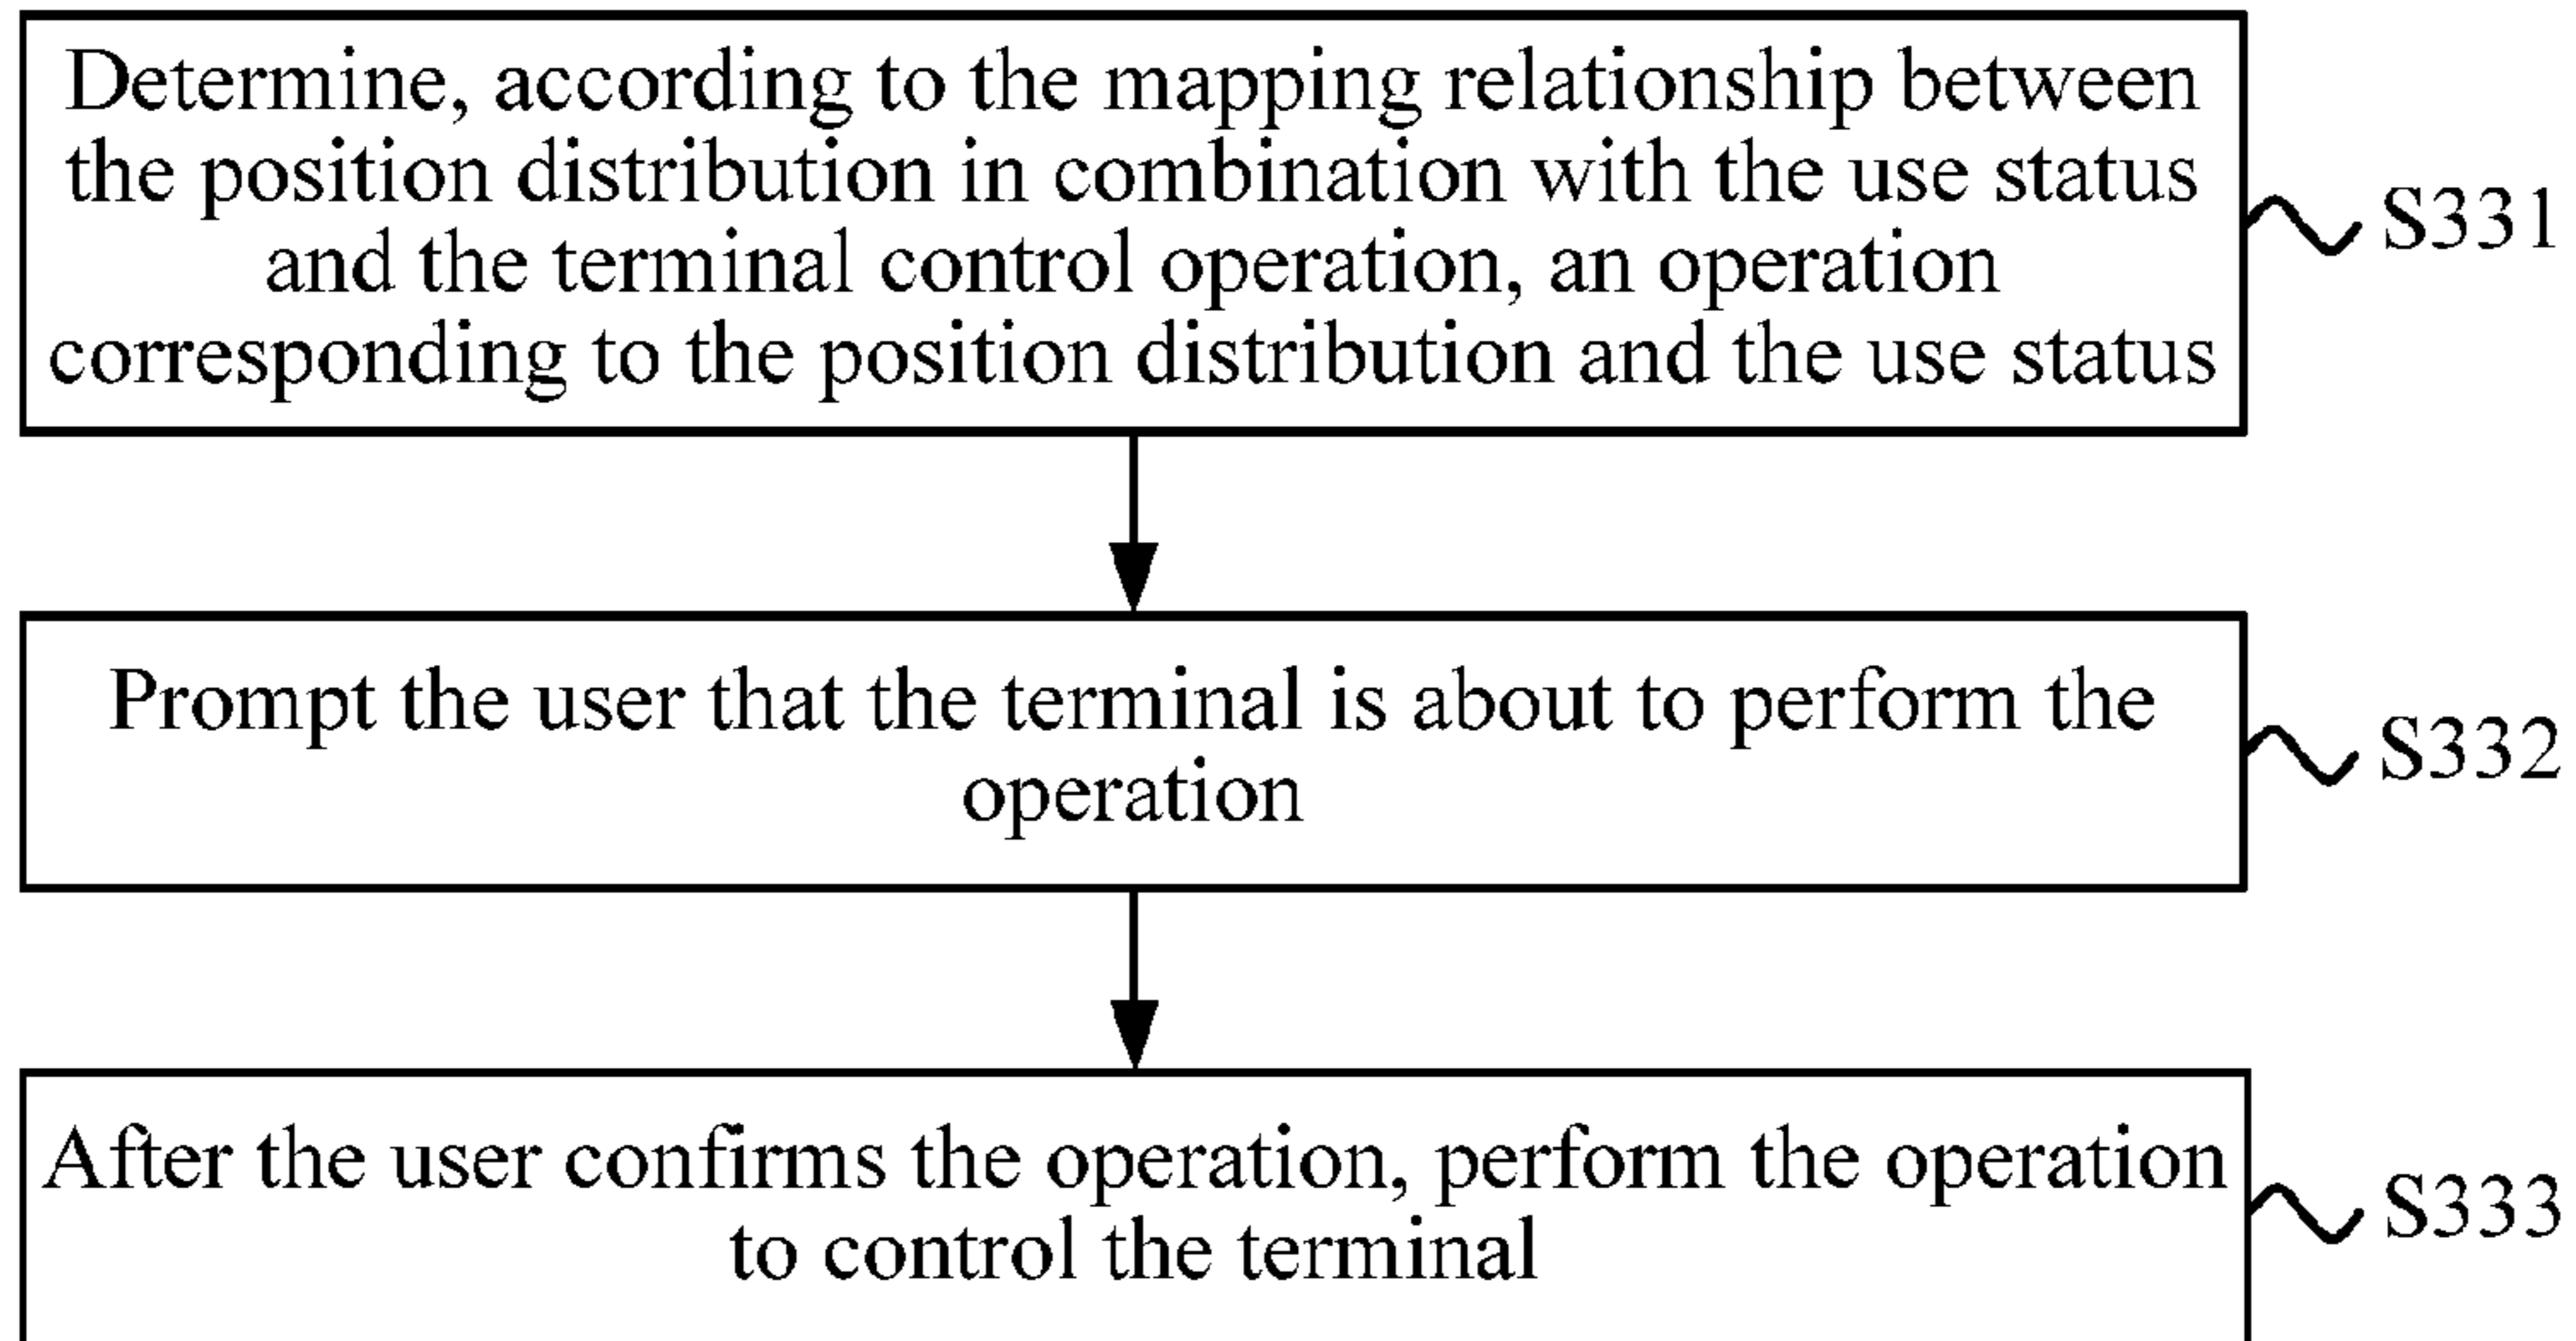 Determine, according to the mapping relationship between
the position distribution in combination with the use status
and the terminal control operation, an operation
corresponding to the position distribution and the use status
S331
Prompt the user that the terminal is about to perform the
operation
S332
After the user confirms the operation, perform the operation
to control the terminal
S333